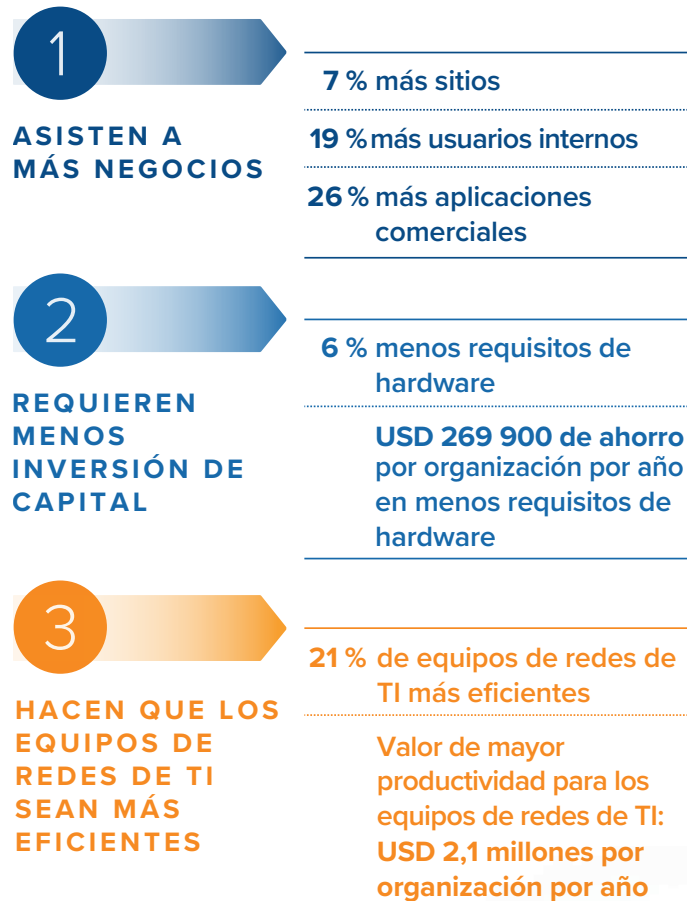 1
ASISTEN A
MÁS NEGOCIOS
7 % más sitios
19 % más usuarios internos
26 % más aplicaciones
comerciales
2
REQUIEREN
MENOS
INVERSIÓN DE
CAPITAL
6 % menos requisitos de
hardware
USD 269 900 de ahorro
por organización por año
en menos requisitos de
hardware
3
HACEN QUE LOS
EQUIPOS DE
REDES DE TI
SEAN MÁS
EFICIENTES
21 % de equipos de redes de
TI más eficientes
Valor de mayor
productividad para los
equipos de redes de TI:
USD 2,1 millones por
organización por año